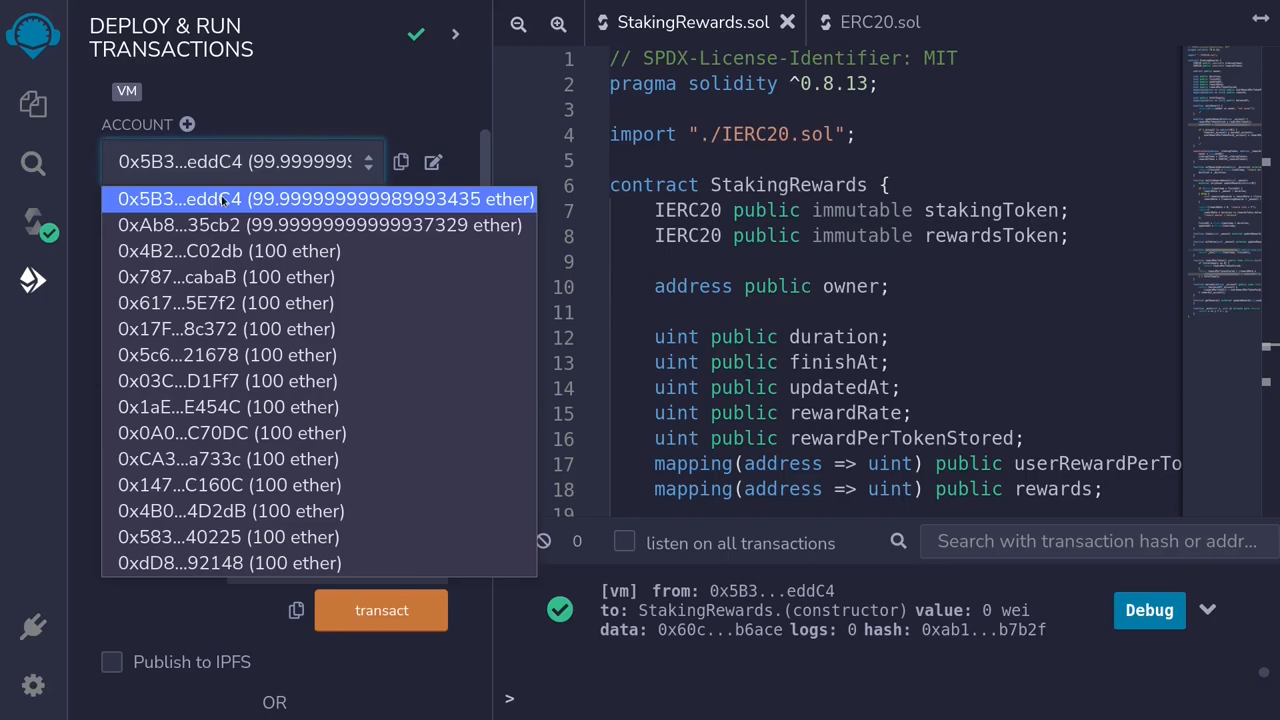 DEPLOY & RUN
TRANSACTIONS
VM
ACCOUNT
0x5B3...eddC4 (99.9999999
0x5B3...eddC4 (99.999999999989993435 ether)
0xAb8...35cb2 (99.99999999999937329 ether)
0x4B2...C02db (100 ether)
0x787...cabaB (100 ether)
0x617...5E7f2 (100 ether)
0x17F...8c372 (100 ether)
0x5c6...21678 (100 ether)
0x03C...D1Ff7 (100 ether)
0x1aE...E454C (100 ether)
0x0A0...C70DC (100 ether)
0xCA3...a733c (100 ether)
0x147...C160C (100 ether)
0x4B0...4D2dB (100 ether)
0x583...40225 (100 ether)
0xdD8...92148 (100 ether)
transact
Publish to IPFS
OR
StakingRewards.sol
ERC20.sol
1 // SPDX-License-Identifier: MIT
2 pragma solidity ^0.8.13;
3
4 import "./IERC20.sol";
5
6 contract StakingRewards {
7 IERC20 public immutable stakingToken;
8 IERC20 public immutable rewardsToken;
9
10 address public owner;
11
12 uint public duration;
13 uint public finishAt;
14 uint public updatedAt;
15 uint public rewardRate;
16 uint public rewardPerTokenStored;
17 mapping(address => uint) public userRewardPerTo
18 mapping(address => uint) public rewards;
19
0
listen on all transactions
Search with transaction hash or addr...
[vm] from: 0x5B3...eddC4
to: StakingRewards.(constructor) value: 0 wei
data: 0x60c...b6ace logs: 0 hash: 0xab1...b7b2f
Debug
>